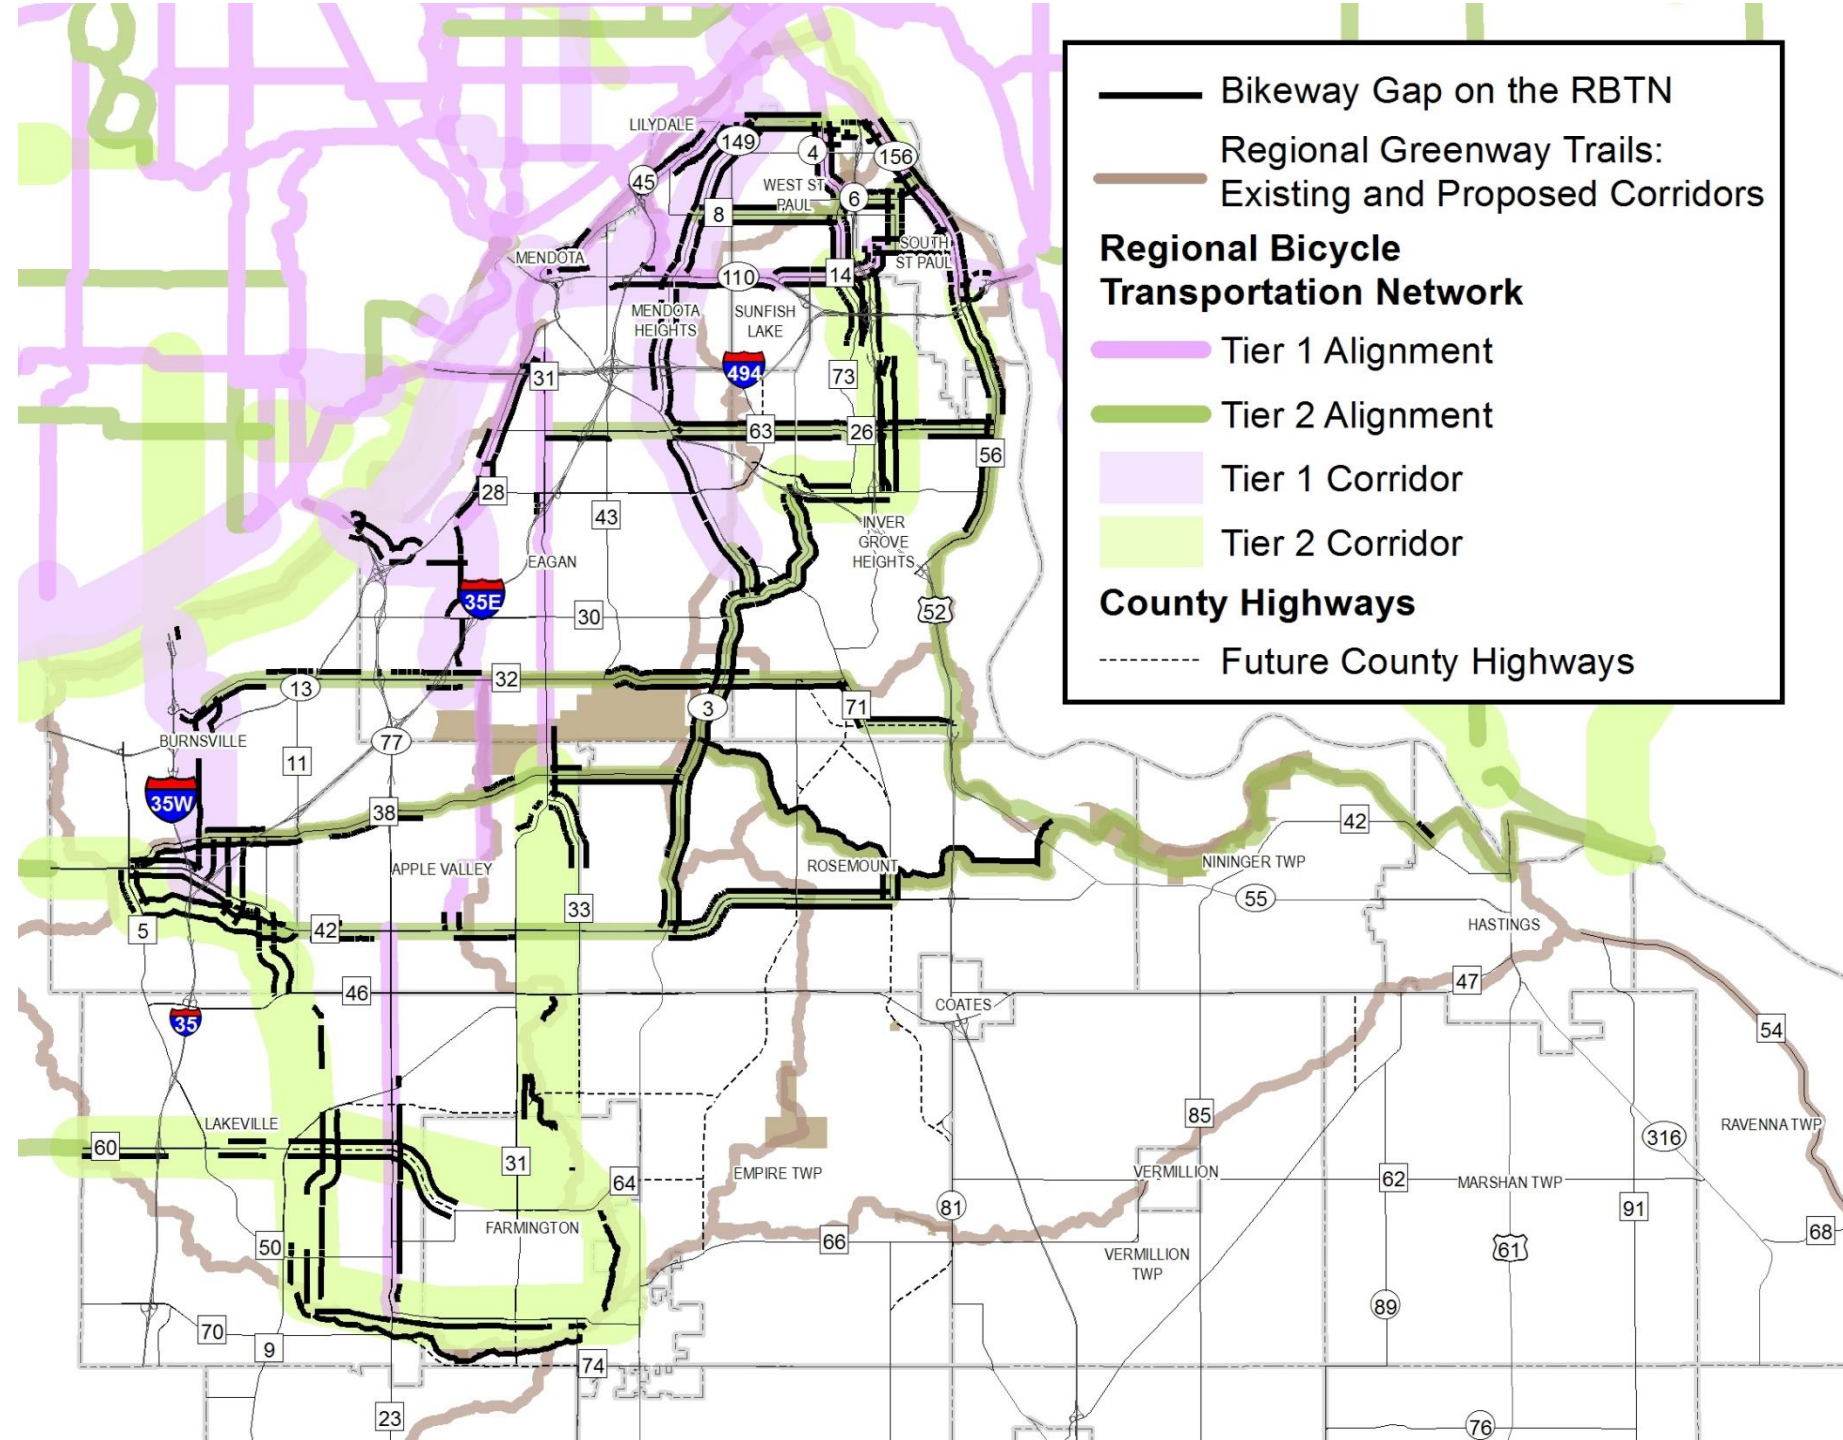 Bikeway Gap on the RBTN
Regional Greenway Trails:
Existing and Proposed Corridors
Regional Bicycle
Transportation Network
Tier 1 Alignment
Tier 2 Alignment
Tier 1 Corridor
Tier 2 Corridor
County Highways
Future County Highways
LILYDALE
149
4
156
45
WEST ST
PAUL
6
8
SOUTH
ST PAUL
MENDOTA
110
14
MENDOTA
HEIGHTS
SUNFISH
LAKE
31
494
73
63
26
56
28
43
INVER
GROVE
HEIGHTS
EAGAN
35E
30
52
13
32
3
71
BURNSVILLE
77
11
35W
38
42
APPLE VALLEY
ROSEMOUNT
NININGER TWP
55
33
5
42
HASTINGS
46
47
COATES
35
54
LAKEVILLE
85
60
316
RAVENNA TWP
31
64
EMPIRE TWP
VERMILLION
62
MARSHAN TWP
81
91
FARMINGTON
50
66
68
VERMILLION
TWP
61
89
70
9
74
23
76